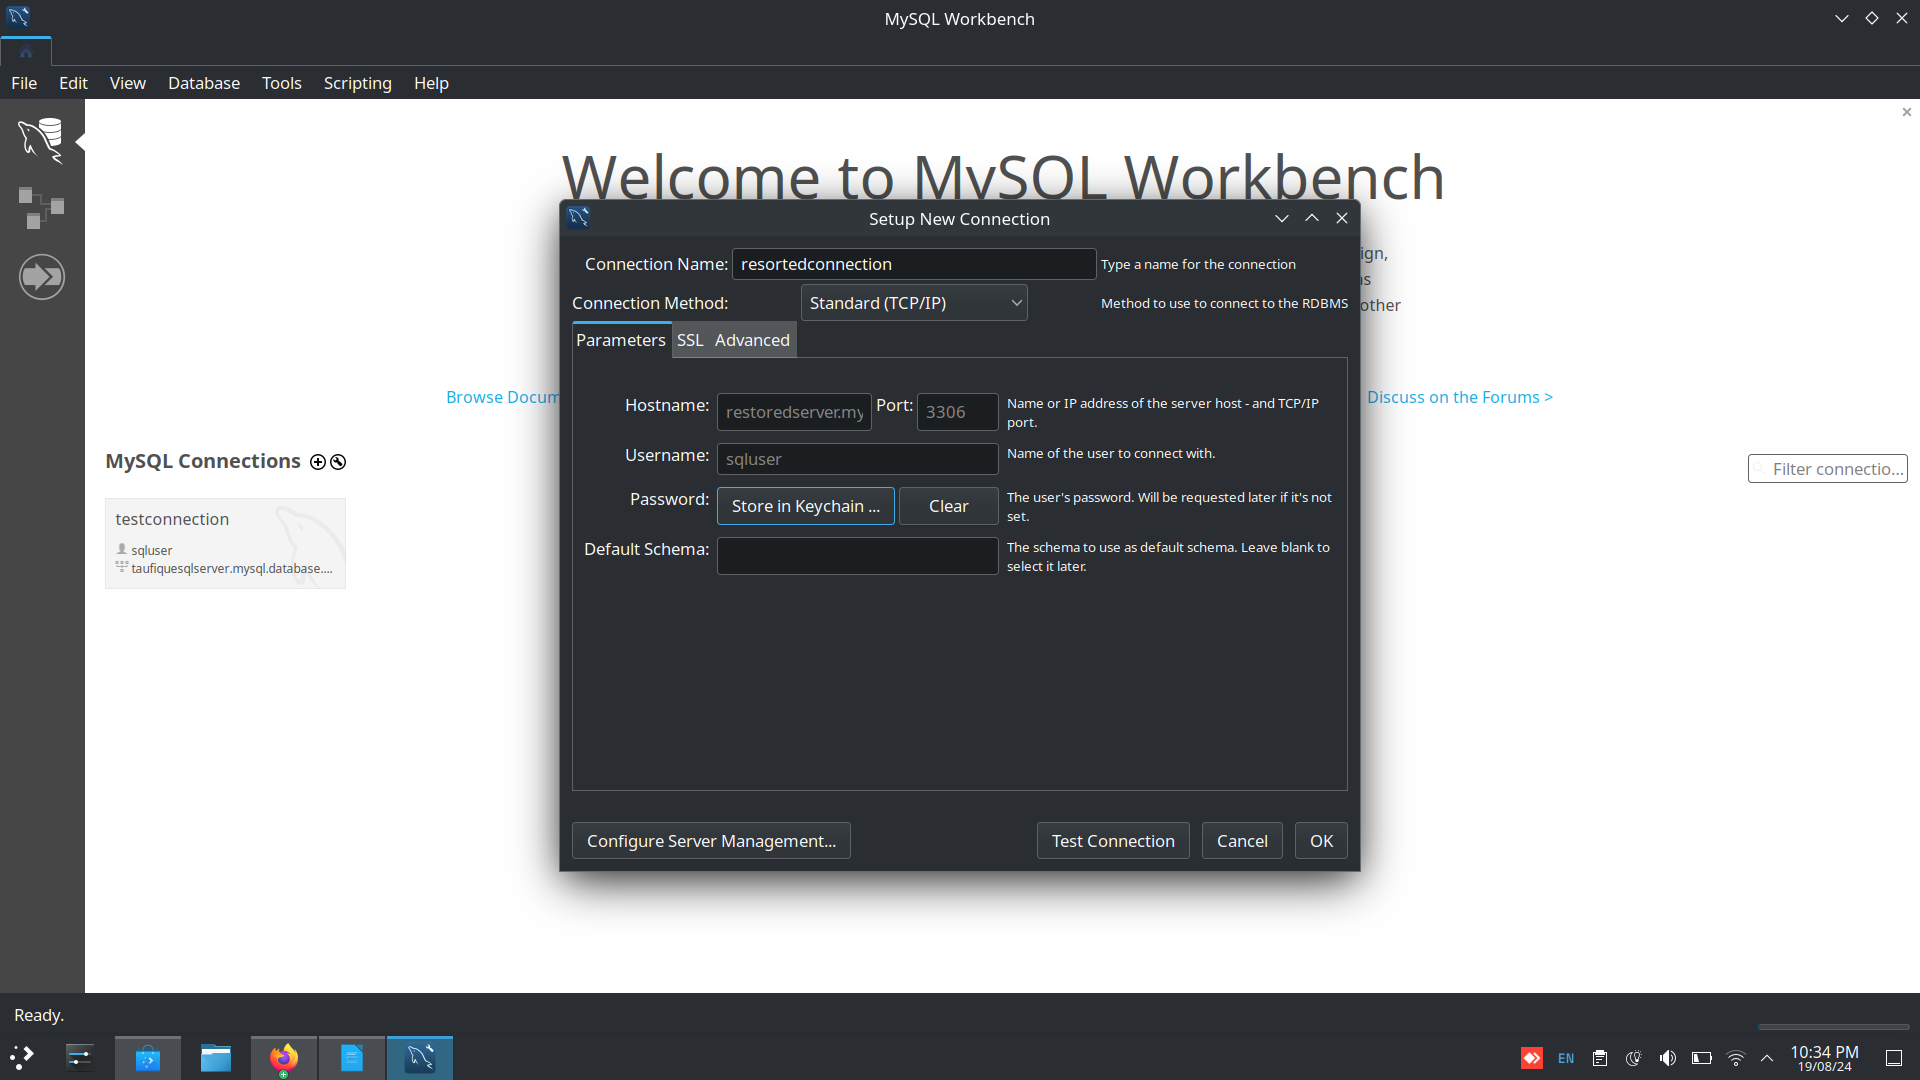 MySQL Workbench
File Edit View Database Tools Scripting Help
Welcome to MySQL Workbench
Setup New Connection
Connection Name: resortedconnection Type a name for the connection
Connection Method: Standard (TCP/IP) Method to use to connect to the RDBMS
Parameters SSL Advanced
Hostname: restoredserver.my Port: 3306 Name or IP address of the server host - and TCP/IP
port.
Username: sqluser Name of the user to connect with.
Password: Store in Keychain ... Clear The user's password. Will be requested later if it's not
set.
Default Schema: The schema to use as default schema. Leave blank to
select it later.
Configure Server Management... Test Connection Cancel OK
other
Browse Discuss on the Forums >
MySQL Connections Filter connectio...
testconnection
sqluser
taufiquesqlserver.mysql.database....
Ready.
EN 10:34 PM
19/08/24